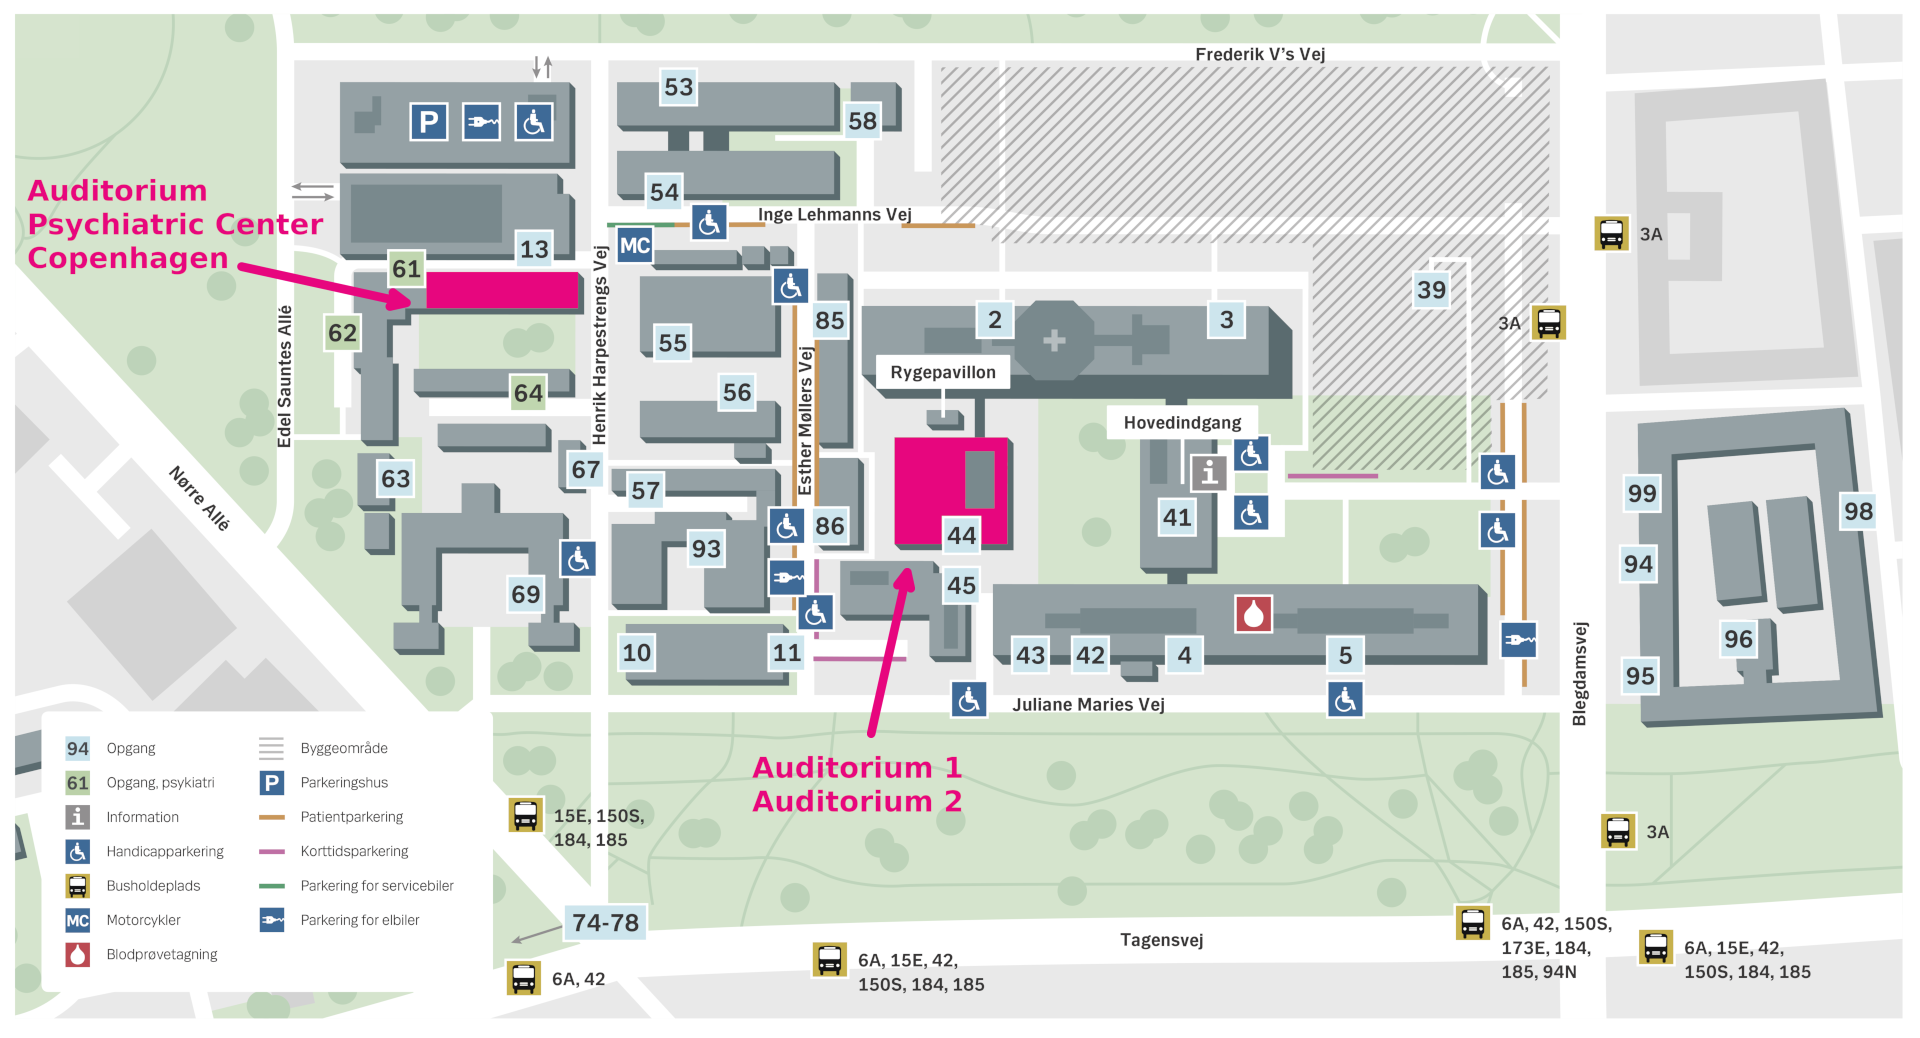 Frederik V's Vej
53
58
P
54
Inge Lehmanns Vej
MC
13
Auditorium
Psychiatric Center
Copenhagen
61
62
64
Edel Sauntes Allé
Henrik Harpestrengs Vej
Nørre Allé
63
67
69
55
56
57
93
10
11
Esther Møllers Vej
85
86
2
3
39
Rygepavillon
Hovedindgang
i
41
44
45
43
42
4
5
Juliane Maries Vej
Auditorium 1
Auditorium 2
3A
3A
99
98
94
96
95
Blegdamsvej
3A
94 Opgang
61 Opgang, psykiatri
i Information
Handicapparkering
Busholdeplads
MC Motorcykler
Blodprøvetagning
Byggeområde
P Parkeringshus
Patientparkering
Korttidsparkering
Parkering for servicebiler
Parkering for elbiler
15E, 150S,
184, 185
74-78
6A, 42
6A, 15E, 42,
150S, 184, 185
Tagensvej
6A, 42, 150S,
173E, 184,
185, 94N
6A, 15E, 42,
150S, 184, 185